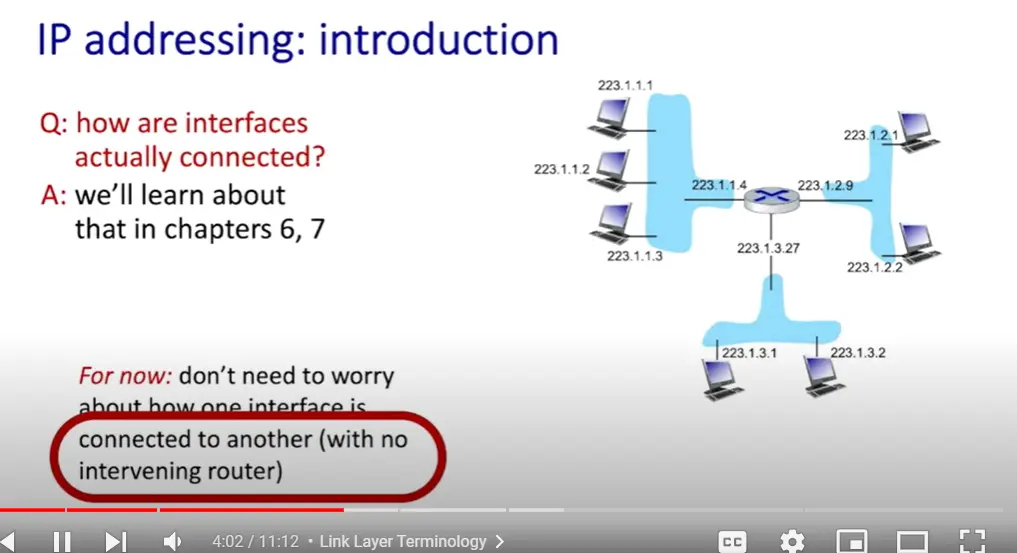 IP addressing: introduction
Q: how are interfaces
actually connected?
A: we'll learn about
that in chapters 6, 7
For now: don't need to worry
about how one interface is
connected to another (with no
intervening router)
223.1.1.1
223.1.1.2
223.1.1.3
223.1.1.4
223.1.2.9
223.1.2.1
223.1.2.2
223.1.3.27
223.1.3.1
223.1.3.2
4:02 / 11:12 • Link Layer Terminology
CC